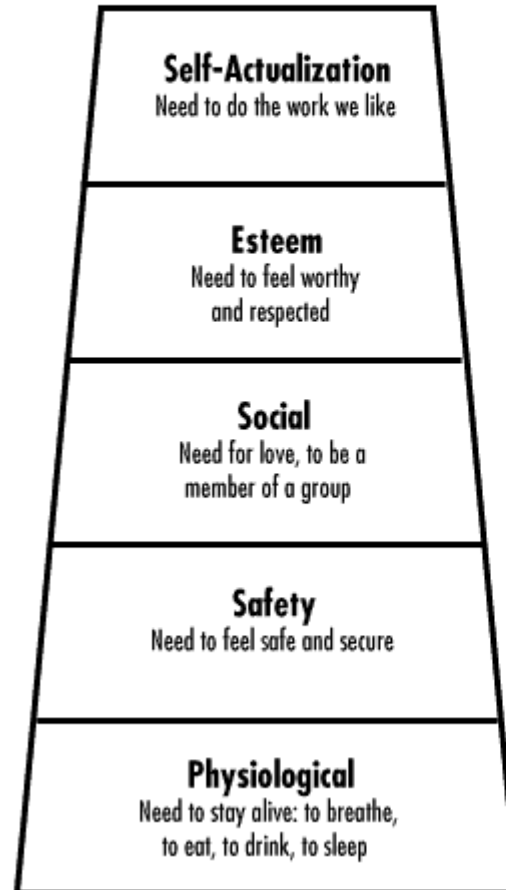 Self-Actualization
Need to do the work we like
Esteem
Need to feel worthy
and respected
Social
Need for love, to be a
member of a group
Safety
Need to feel safe and secure
Physiological
Need to stay alive: to breathe,
to eat, to drink, to sleep